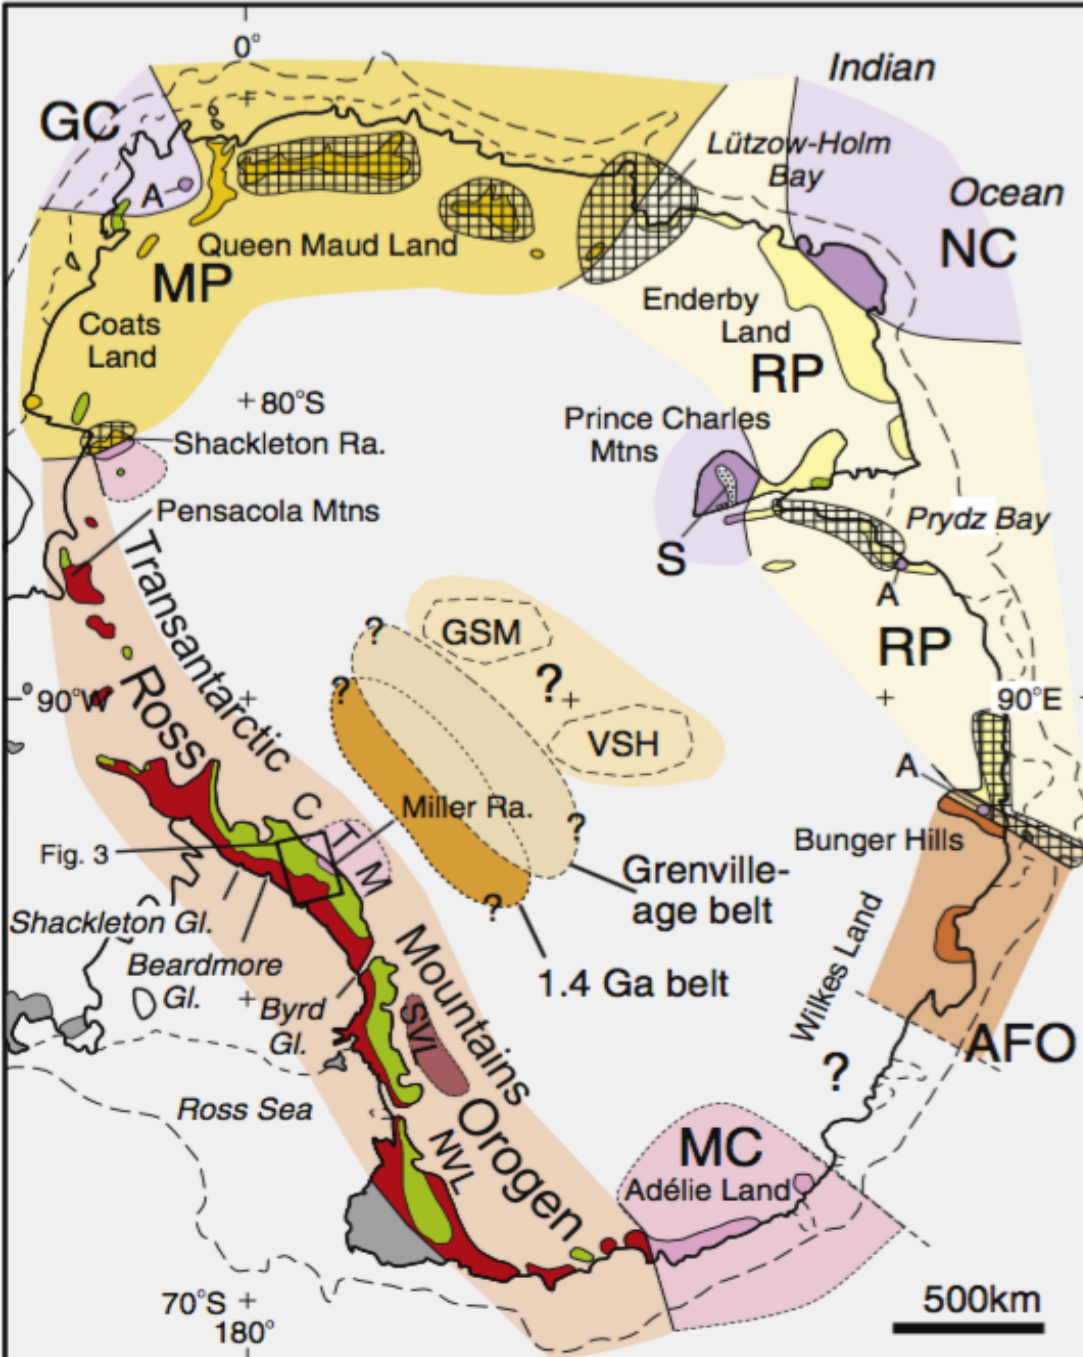 0°
Indian
GC
Lützow-Holm
Bay
A
Ocean
Queen Maud Land
NC
MP
Enderby
Land
Coats
Land
RP
80°S
Prince Charles
Mtns
Shackleton Ra.
Pensacola Mtns
Prydz Bay
S
A
Transantarctic
GSM
?
?
RP
Ross
?
90°W
90°E
VSH
A
C T M
Miller Ra.
?
Bunger Hills
Fig. 3
Grenville-
age belt
?
Shackleton Gl.
Mountains
Wilkes Land
Beardmore
Gl.
1.4 Ga belt
Byrd
Gl.
SVL
AFO
?
Ross Sea
Orogen
NVL
MC
Adélie Land
70°S
180°
500km